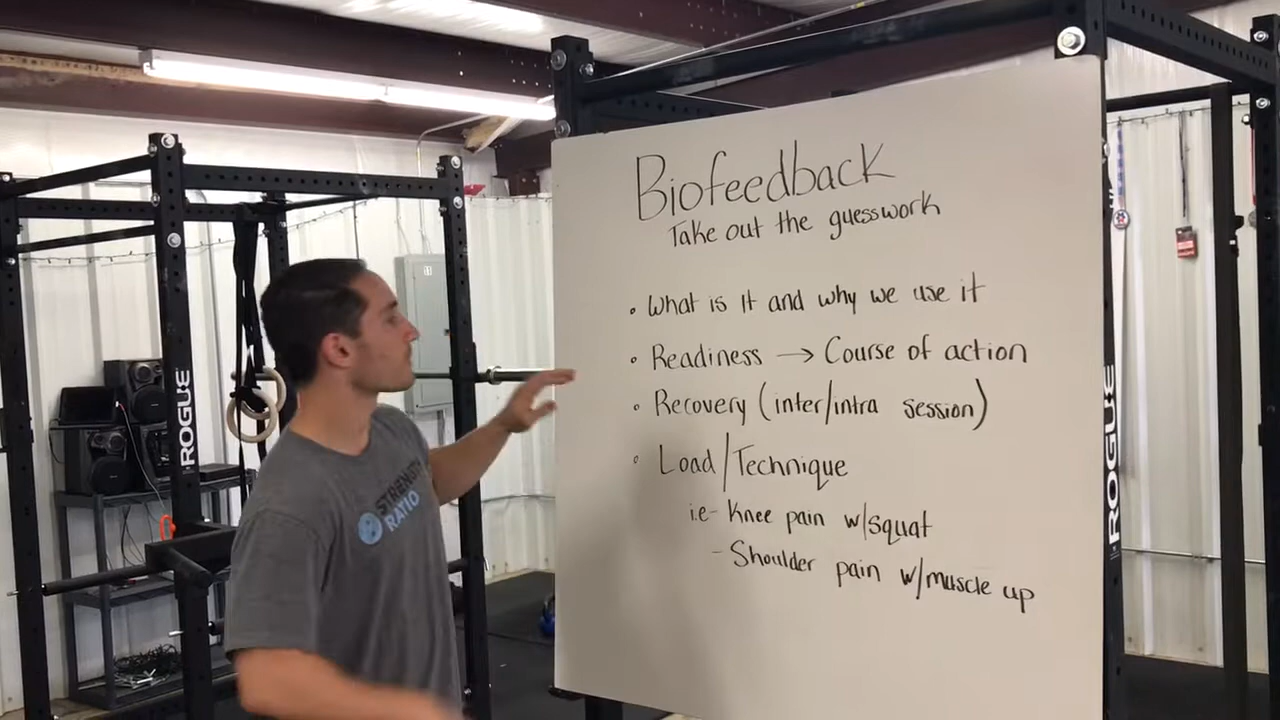 Biofeedback
Take out the guesswork
• What is it and why we use it
• Readiness → Course of action
• Recovery (inter/intra session)
• Load/Technique
i.e- Knee pain w/squat
- Shoulder pain w/muscle up
STRENGTH
RATIO
ROGUE
ROGUE